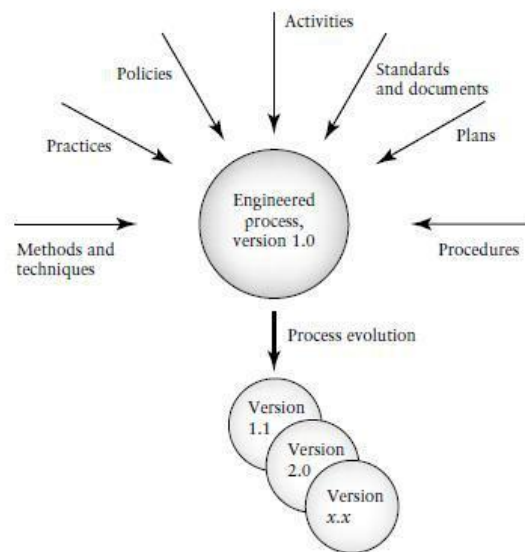 Activities
Policies
Standards
and documents
Practices
Plans
Engineered
process,
version 1.0
Methods and
techniques
Procedures
Process evolution
Version
1.1
Version
2.0
Version
x.x